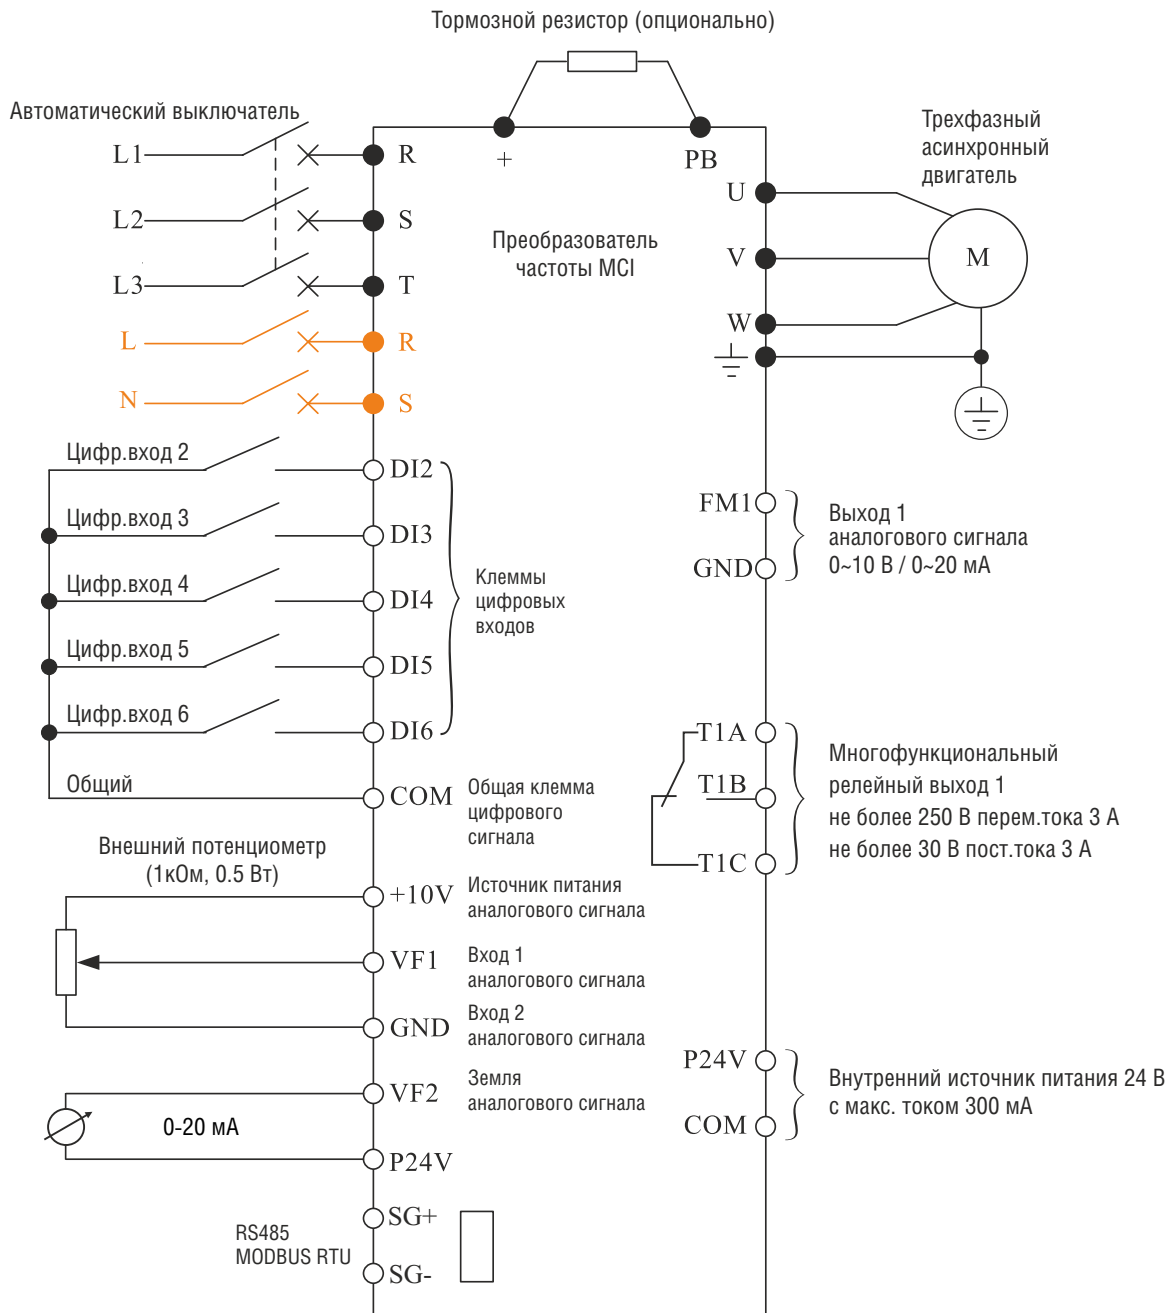 Тормозной резистор (опционально)
Автоматический выключатель
L1
R
+
PB
Трехфазный
асинхронный
двигатель
U
L2
S
Преобразователь
частоты MCI
V
M
L3
T
W
L
R
N
S
Цифр.вход 2
DI2
Цифр.вход 3
DI3
Цифр.вход 4
DI4
Цифр.вход 5
DI5
Цифр.вход 6
DI6
Клеммы
цифровых
входов
Общий
COM
Общая клемма
цифрового
сигнала
Внешний потенциометр
(1кОм, 0.5 Вт)
+10V
Источник питания
аналогового сигнала
VF1
Вход 1
аналогового сигнала
GND
Вход 2
аналогового сигнала
VF2
Земля
аналогового сигнала
0-20 мА
P24V
RS485
MODBUS RTU
SG+
SG-
FM1
GND
Выход 1
аналогового сигнала
0~10 В / 0~20 мА
T1A
T1B
T1C
Многофункциональный
релейный выход 1
не более 250 В перем.тока 3 А
не более 30 В пост.тока 3 А
P24V
COM
Внутренний источник питания 24 В
с макс. током 300 мА